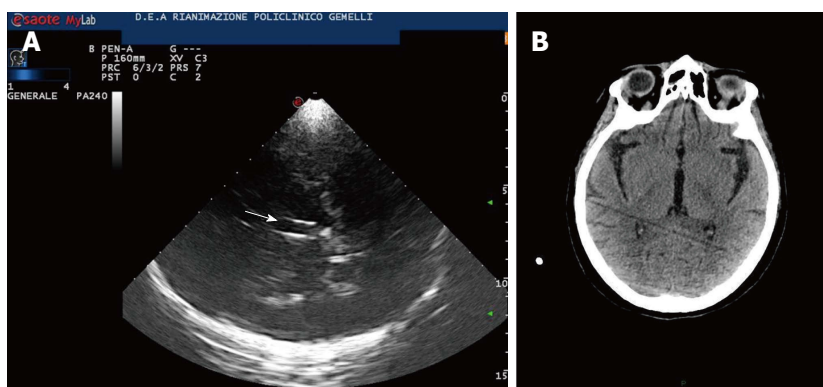 A
esaote MyLab
D.E.A RIANIMAZIONE POLICLINICO GEMELLI
B PEN-A G ---
P 160mm XV C3
PRC 6/3/2 PRS 7
PST 0 C 2
1 4
GENERALE PA240
0
5
10
15
B